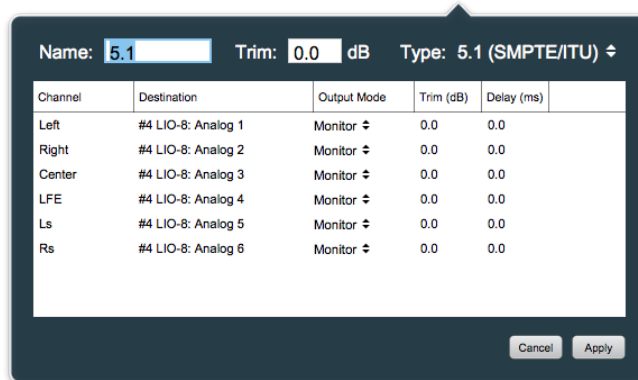 Name: 5.1 Trim: 0.0 dB Type: 5.1 (SMPTE/ITU)
Channel Destination Output Mode Trim (dB) Delay (ms)
Left #4 LIO-8: Analog 1 Monitor 0.0 0.0
Right #4 LIO-8: Analog 2 Monitor 0.0 0.0
Center #4 LIO-8: Analog 3 Monitor 0.0 0.0
LFE #4 LIO-8: Analog 4 Monitor 0.0 0.0
Ls #4 LIO-8: Analog 5 Monitor 0.0 0.0
Rs #4 LIO-8: Analog 6 Monitor 0.0 0.0
Cancel Apply